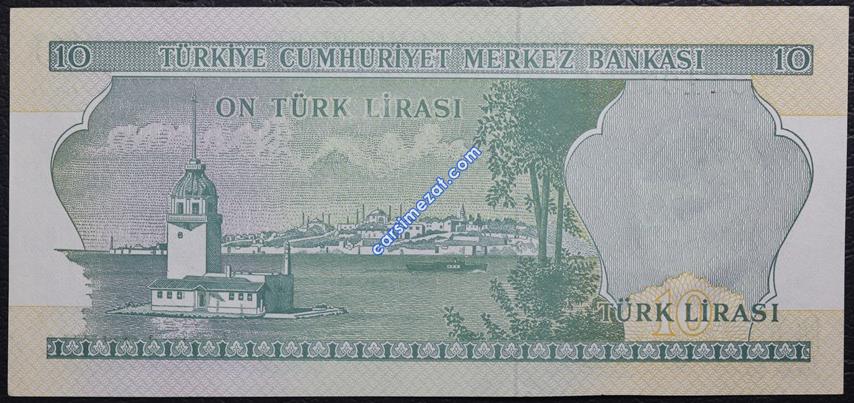 10 TÜRKİYE CUMHURİYET MERKEZ BANKASI 10
ON TÜRK LİRASI
carsimezat.com
10
TÜRK LİRASI